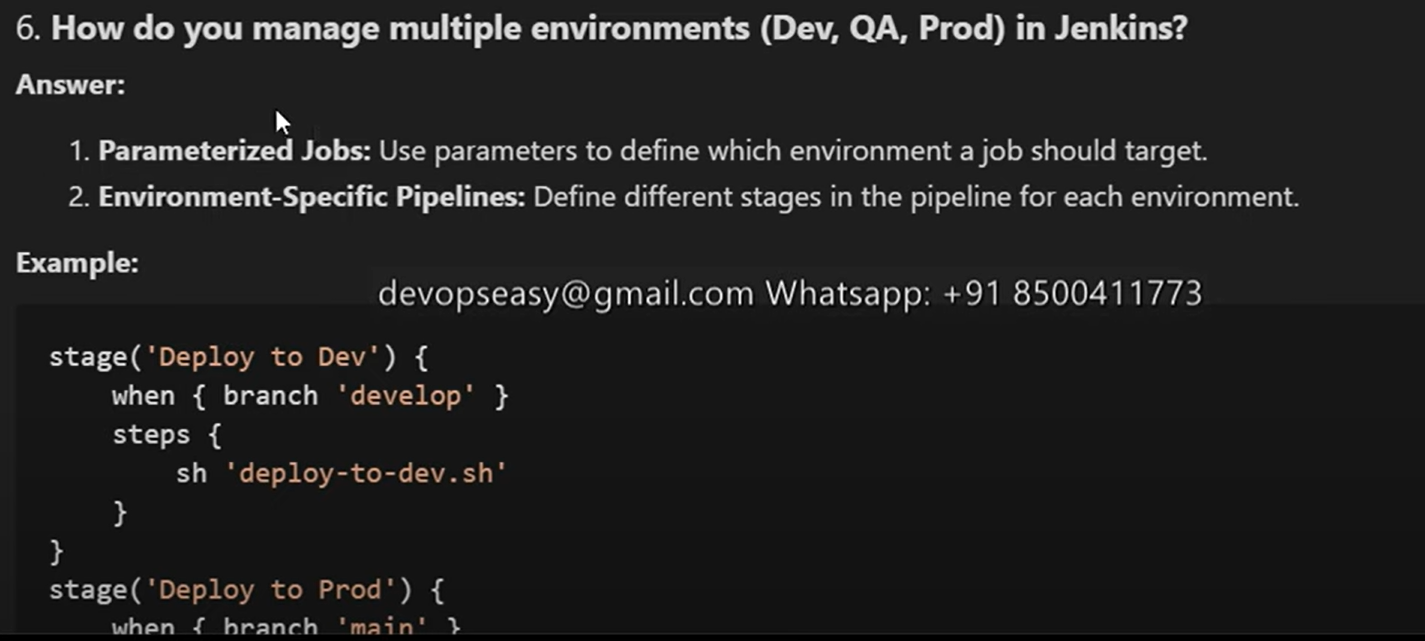 6. How do you manage multiple environments (Dev, QA, Prod) in Jenkins?
Answer:
1. Parameterized Jobs: Use parameters to define which environment a job should target.
2. Environment-Specific Pipelines: Define different stages in the pipeline for each environment.
Example:
devopseasy@gmail.com Whatsapp: +91 8500411773
stage('Deploy to Dev') {
    when { branch 'develop' }
    steps {
        sh 'deploy-to-dev.sh'
    }
}
stage('Deploy to Prod') {
    when { branch 'main' }